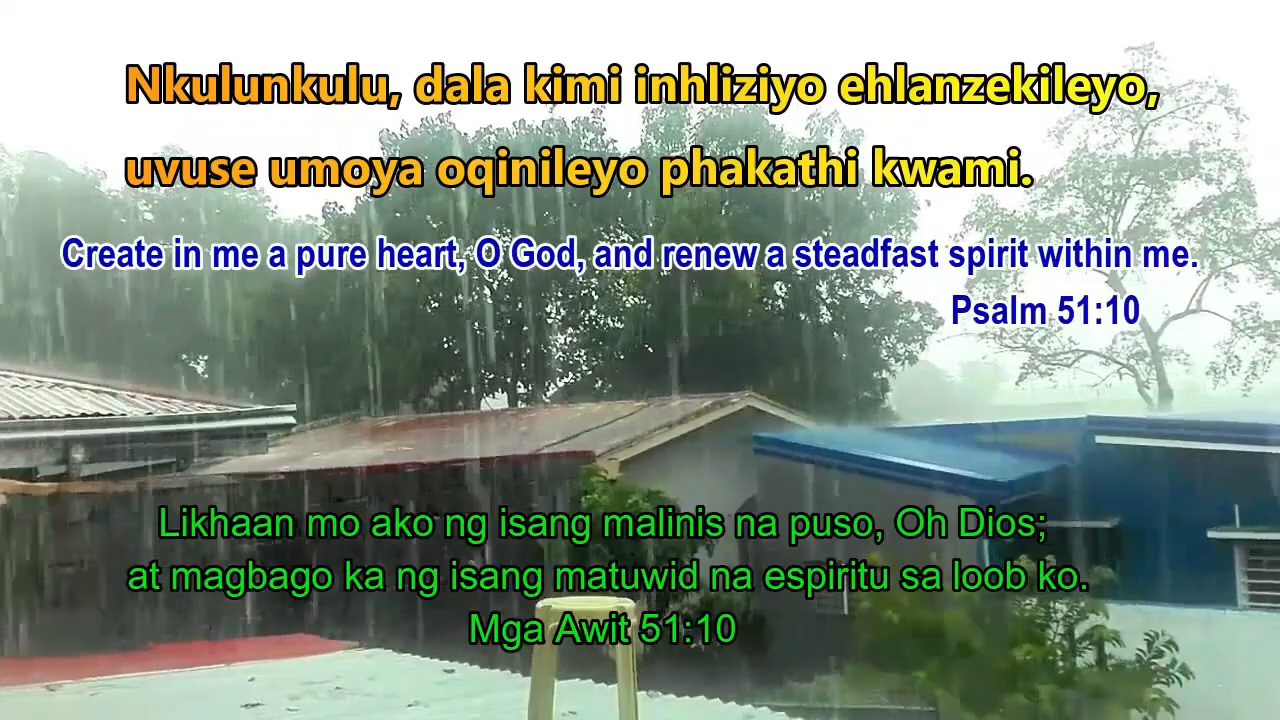 Nkulunkulu, dala kimi inhliziyo ehlanzekileyo,
uvuse umoya oqinileyo phakathi kwami.
Create in me a pure heart, O God, and renew a steadfast spirit within me.
Psalm 51:10
Likhaan mo ako ng isang malinis na puso, Oh Dios;
at magbago ka ng isang matuwid na espiritu sa loob ko.
Mga Awit 51:10